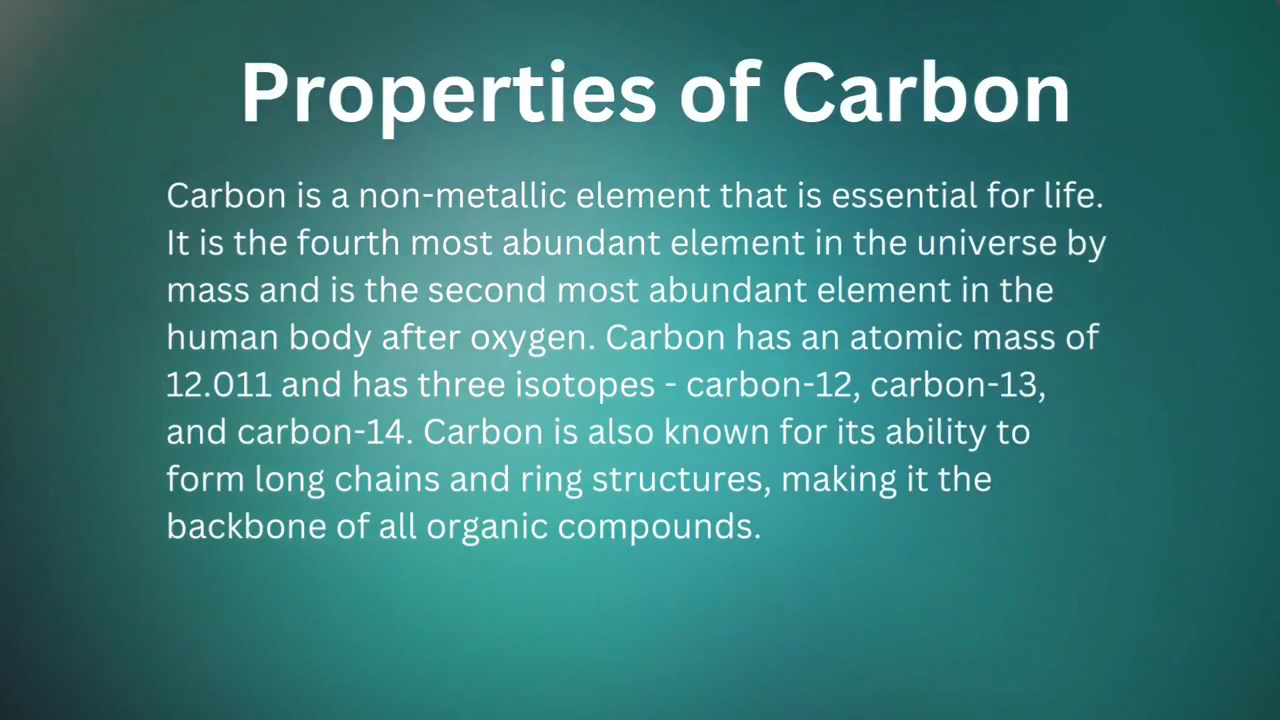 Properties of Carbon
Carbon is a non-metallic element that is essential for life.
It is the fourth most abundant element in the universe by
mass and is the second most abundant element in the
human body after oxygen. Carbon has an atomic mass of
12.011 and has three isotopes - carbon-12, carbon-13,
and carbon-14. Carbon is also known for its ability to
form long chains and ring structures, making it the
backbone of all organic compounds.